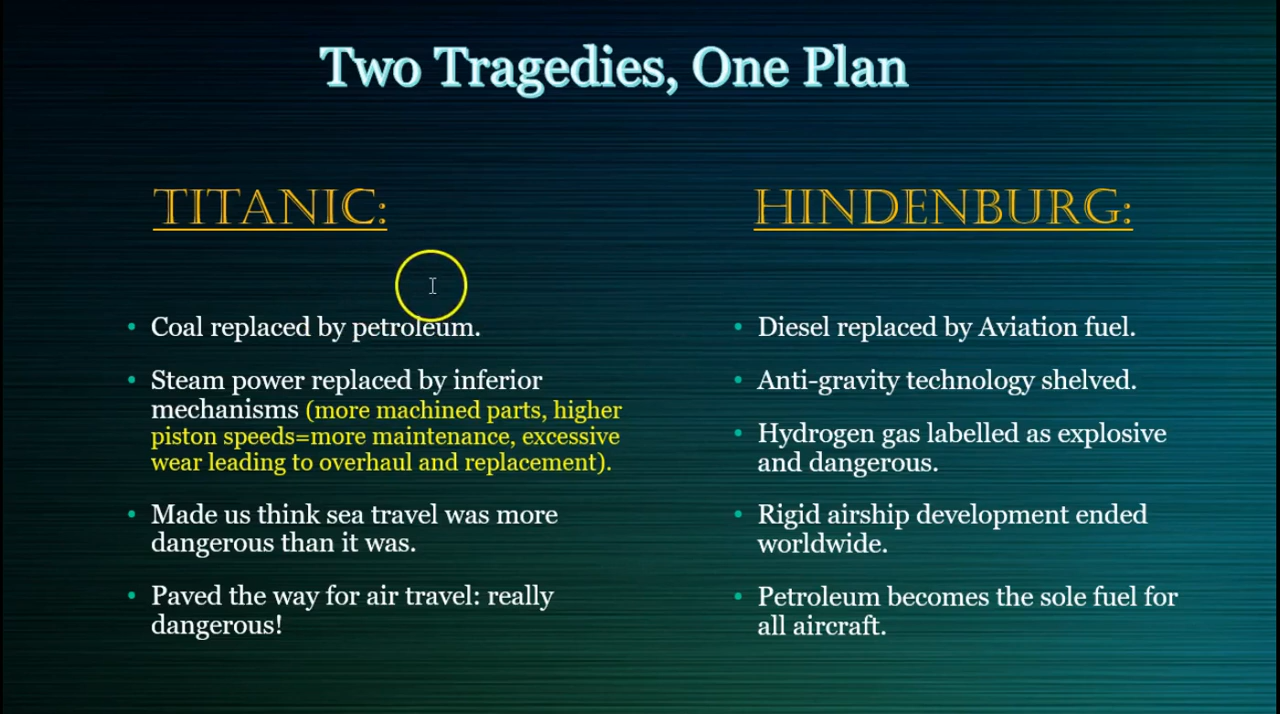 Two Tragedies, One Plan
TITANIC:
• Coal replaced by petroleum.
• Steam power replaced by inferior
mechanisms (more machined parts, higher
piston speeds=more maintenance, excessive
wear leading to overhaul and replacement).
• Made us think sea travel was more
dangerous than it was.
• Paved the way for air travel: really
dangerous!
HINDENBURG:
• Diesel replaced by Aviation fuel.
• Anti-gravity technology shelved.
• Hydrogen gas labelled as explosive
and dangerous.
• Rigid airship development ended
worldwide.
• Petroleum becomes the sole fuel for
all aircraft.